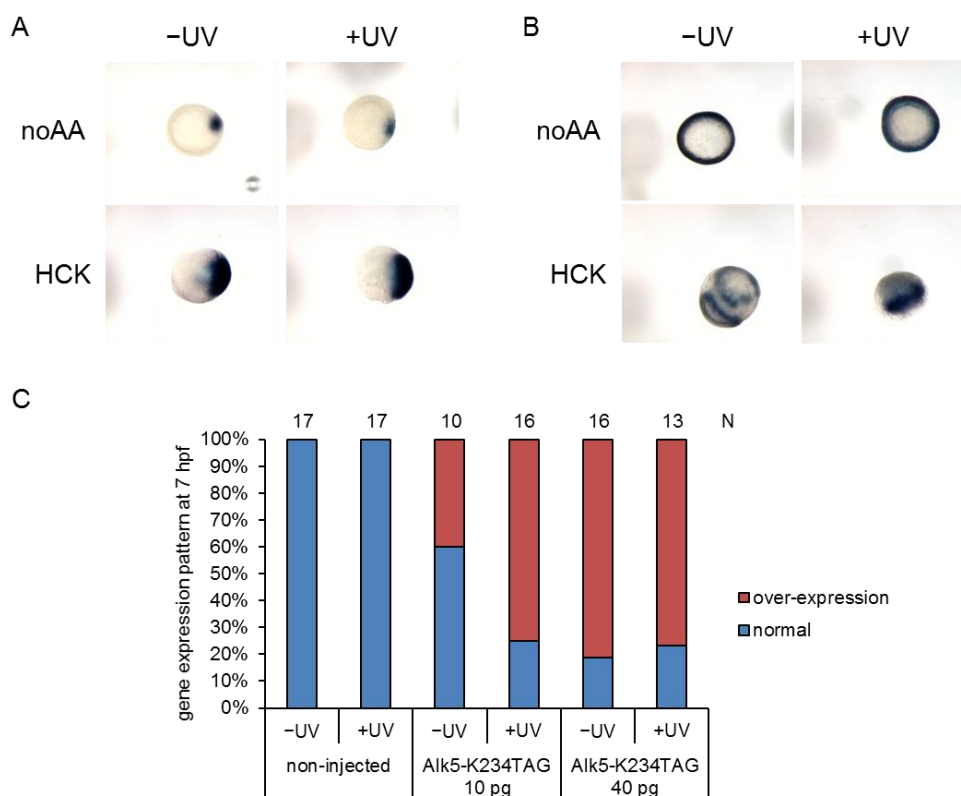 A
−UV
+UV
B
−UV
+UV
noAA
noAA
HCK
HCK
C
17
17
10
16
16
13
N
gene expression pattern at 7 hpf
100%
90%
80%
70%
60%
50%
40%
30%
20%
10%
0%
over-expression
normal
−UV
+UV
−UV
+UV
−UV
+UV
non-injected
Alk5-K234TAG
10 pg
Alk5-K234TAG
40 pg